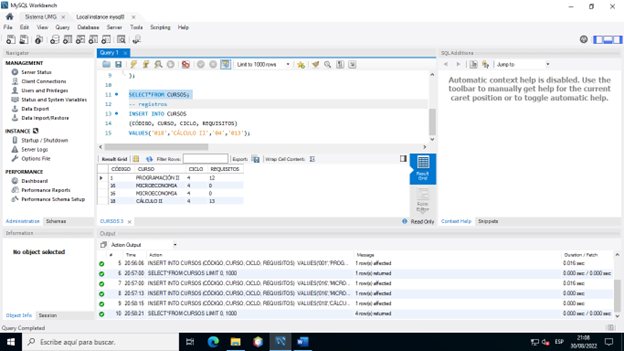 MySQL Workbench
Sistema UMG
Local instance mysql8
File Edit View Query Database Server Tools Scripting Help
Navigator
MANAGEMENT
Server Status
Client Connections
Users and Privileges
Status and System Variables
Data Export
Data Import/Restore
INSTANCE
Startup / Shutdown
Server Logs
Options File
PERFORMANCE
Dashboard
Performance Reports
Performance Schema Setup
Administration Schemas
Information
No object selected
Object Info Session
Query Completed
Query 1
Limit to 1000 rows
9 );
10
11 SELECT*FROM CURSOS;
12 -- registros
13 INSERT INTO CURSOS
14 (CÓDIGO, CURSO, CICLO, REQUISITOS)
15 VALUES('018','CÁLCULO II','04','013');
Result Grid Filter Rows: Export: Wrap Cell Content:
CÓDIGO CURSO CICLO REQUISITOS
1 PROGRAMACIÓN II 4 12
16 MICROECONOMIA 4 0
16 MICROECONOMIA 4 0
18 CÁLCULO II 4 13
Result Grid
Form Editor
CURSOS 3
Read Only
SQL Additions
Jump to
Automatic context help is disabled. Use the
toolbar to manually get help for the current
caret position or to toggle automatic help.
Context Help Snippets
Output
Action Output
# Time Action Message Duration / Fetch
5 20:56:06 INSERT INTO CURSOS (CÓDIGO, CURSO, CICLO, REQUISITOS) VALUES('001','PROG... 1 row(s) affected 0.016 sec
6 20:57:00 SELECT*FROM CURSOS LIMIT 0, 1000 1 row(s) returned 0.000 sec / 0.000 sec
7 20:57:00 INSERT INTO CURSOS (CÓDIGO, CURSO, CICLO, REQUISITOS) VALUES('016','MICRO... 1 row(s) affected 0.000 sec
8 20:57:13 INSERT INTO CURSOS (CÓDIGO, CURSO, CICLO, REQUISITOS) VALUES('016','MICRO... 1 row(s) affected 0.000 sec
9 20:58:15 INSERT INTO CURSOS (CÓDIGO, CURSO, CICLO, REQUISITOS) VALUES('018','CÁLCU... 1 row(s) affected 0.000 sec
10 20:58:21 SELECT*FROM CURSOS LIMIT 0, 1000 4 row(s) returned 0.000 sec / 0.000 sec
Escribe aquí para buscar.
ESP
21:06
30/08/2022